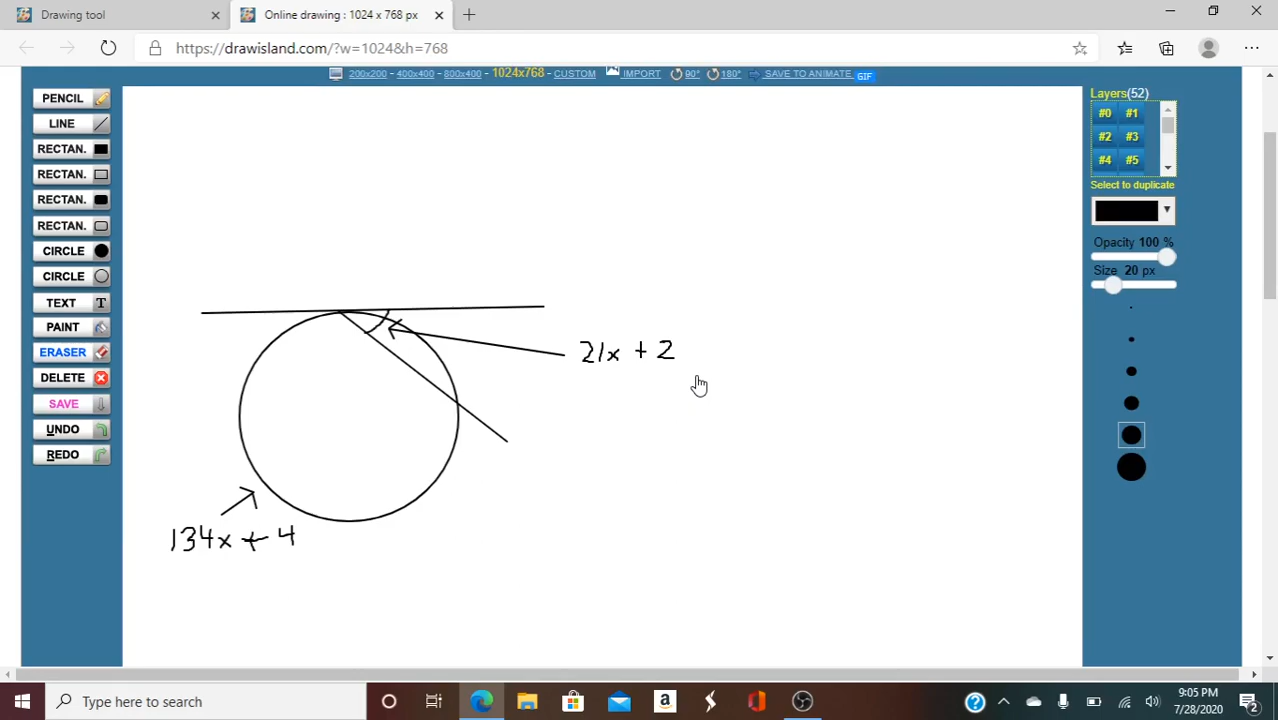 Drawing tool
Online drawing : 1024 x 768 px
https://drawisland.com/?w=1024&h=768
200x200 - 400x400 - 800x400 - 1024x768 - CUSTOM IMPORT 90° 180° SAVE TO ANIMATE GIF
PENCIL
LINE
RECTAN.
RECTAN.
RECTAN.
RECTAN.
CIRCLE
CIRCLE
TEXT T
PAINT
ERASER
DELETE
SAVE
UNDO
REDO
21x + 2
134x + 4
Layers(52)
#0 #1
#2 #3
#4 #5
Select to duplicate
Opacity 100 %
Size 20 px
Type here to search
a
?
9:05 PM
7/28/2020
2